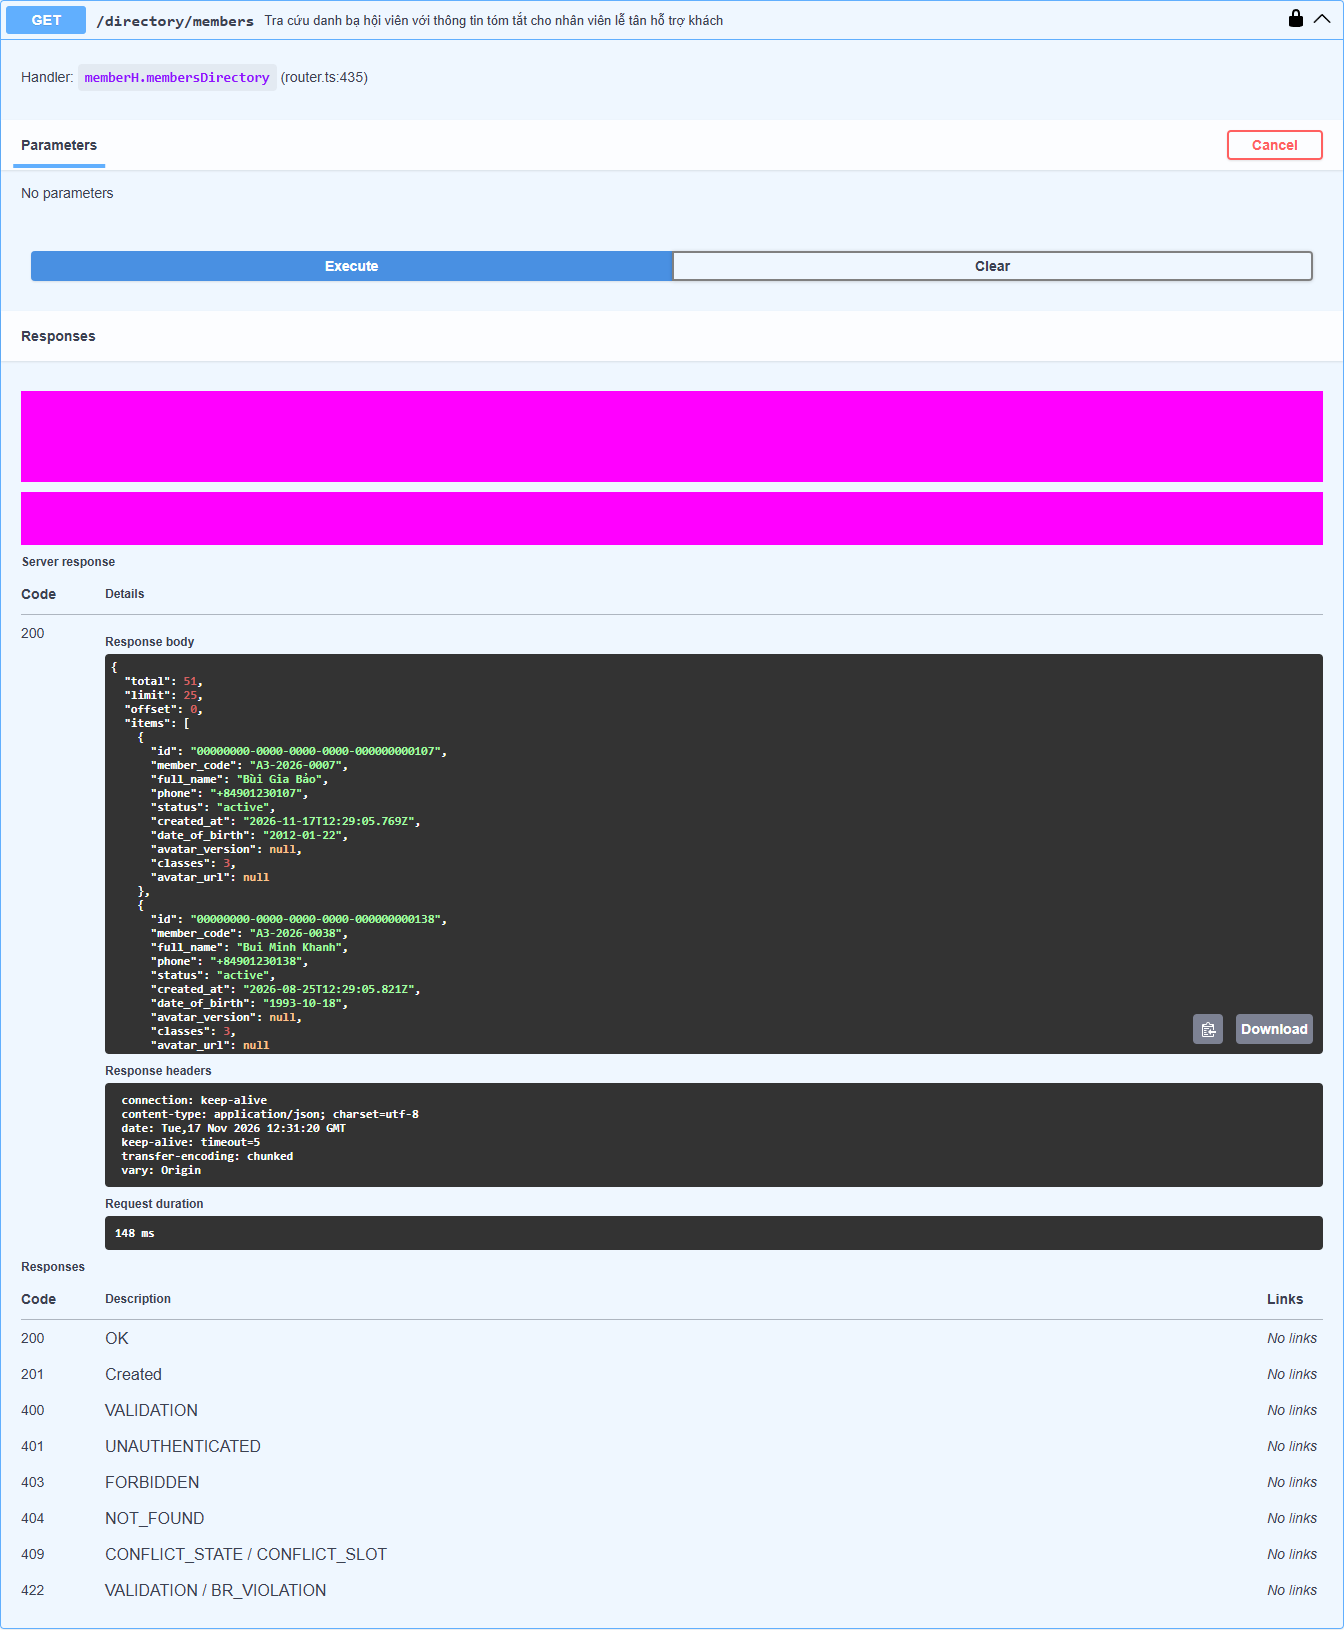 GET /directory/members Tra cứu danh bạ hội viên với thông tin tóm tắt cho nhân viên lễ tân hỗ trợ khách
Handler: memberH.membersDirectory (router.ts:435)
Parameters
Cancel
No parameters
Execute
Clear
Responses
Server response
Code Details
200
Response body
{
  "total": 51,
  "limit": 25,
  "offset": 0,
  "items": [
    {
      "id": "00000000-0000-0000-0000-000000000107",
      "member_code": "A3-2026-0007",
      "full_name": "Bùi Gia Bảo",
      "phone": "+84901230107",
      "status": "active",
      "created_at": "2026-11-17T12:29:05.769Z",
      "date_of_birth": "2012-01-22",
      "avatar_version": null,
      "classes": 3,
      "avatar_url": null
    },
    {
      "id": "00000000-0000-0000-0000-000000000138",
      "member_code": "A3-2026-0038",
      "full_name": "Bui Minh Khanh",
      "phone": "+84901230138",
      "status": "active",
      "created_at": "2026-08-25T12:29:05.821Z",
      "date_of_birth": "1993-10-18",
      "avatar_version": null,
      "classes": 3,
      "avatar_url": null
Download
Response headers
connection: keep-alive
content-type: application/json; charset=utf-8
date: Tue,17 Nov 2026 12:31:20 GMT
keep-alive: timeout=5
transfer-encoding: chunked
vary: Origin
Request duration
148 ms
Responses
Code Description Links
200 OK No links
201 Created No links
400 VALIDATION No links
401 UNAUTHENTICATED No links
403 FORBIDDEN No links
404 NOT_FOUND No links
409 CONFLICT_STATE / CONFLICT_SLOT No links
422 VALIDATION / BR_VIOLATION No links